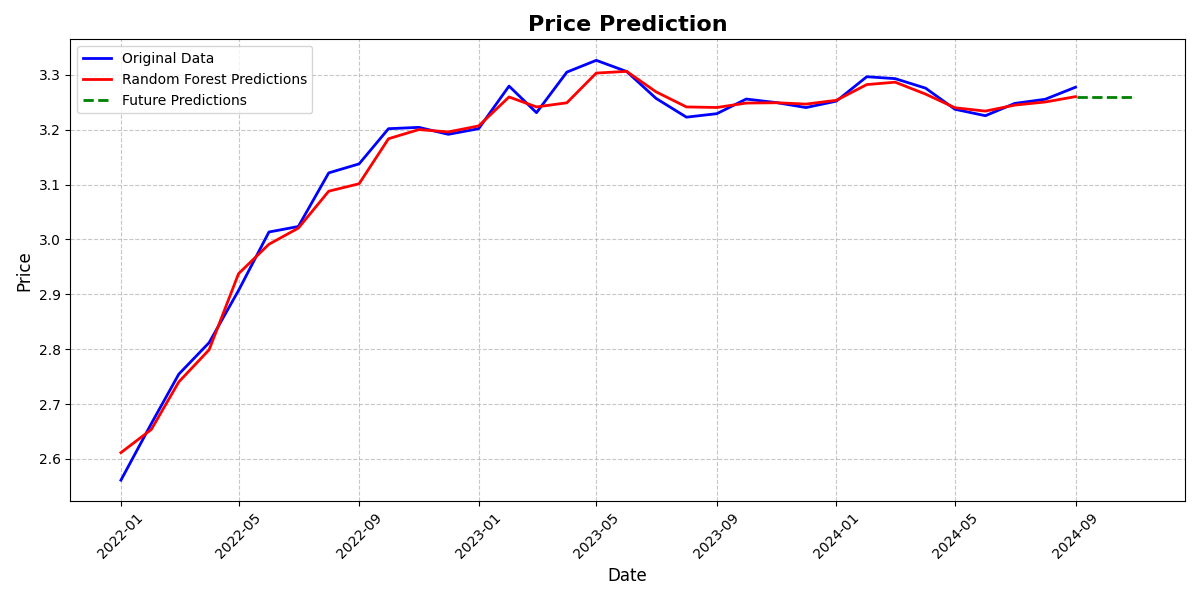 Price Prediction
Original Data
Random Forest Predictions
Future Predictions
Price
3.3
3.2
3.1
3.0
2.9
2.8
2.7
2.6
2022-01
2022-05
2022-09
2023-01
2023-05
2023-09
2024-01
2024-05
2024-09
Date